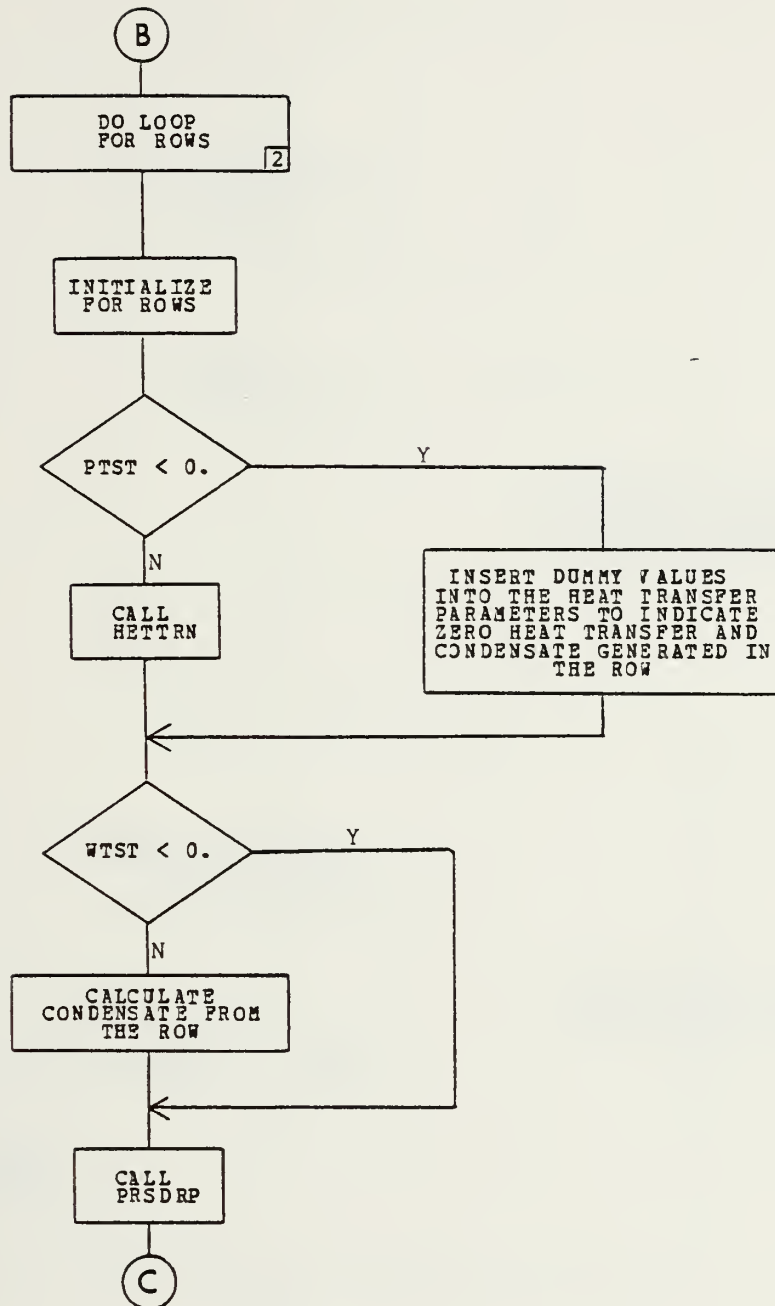 B
DO LOOP
FOR ROWS
2
INITIALIZE
FOR ROWS
PTST < 0.
Y
N
CALL
HETTRN
INSERT DUMMY VALUES
INTO THE HEAT TRANSFER
PARAMETERS TO INDICATE
ZERO HEAT TRANSFER AND
CONDENSATE GENERATED IN
THE ROW
WTST < 0.
Y
N
CALCULATE
CONDENSATE FROM
THE ROW
CALL
PRSDRP
C